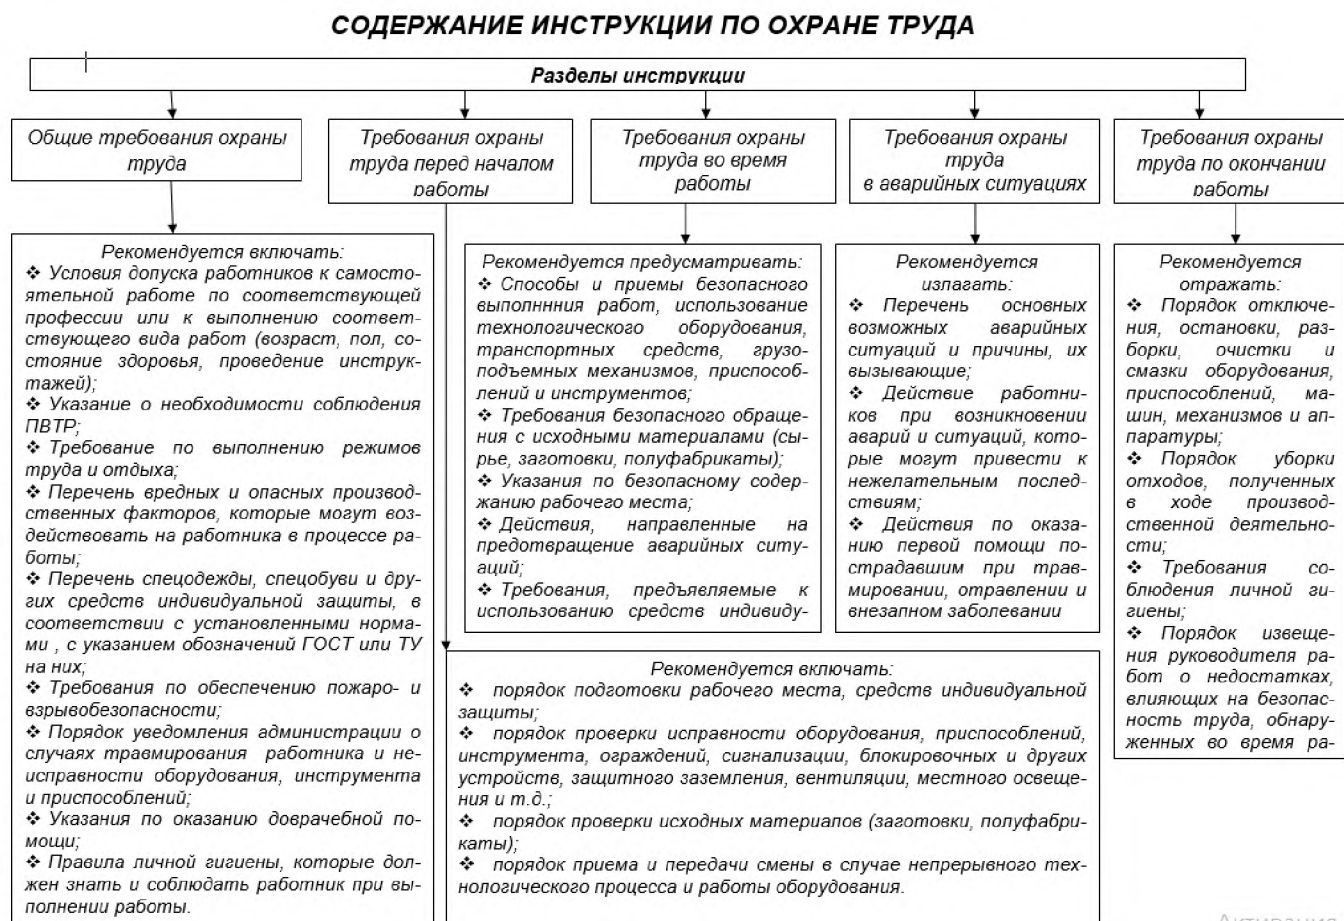 СОДЕРЖАНИЕ ИНСТРУКЦИИ ПО ОХРАНЕ ТРУДА
Разделы инструкции
Общие требования охраны
труда
Требования охраны
труда перед началом
работы
Требования охраны
труда во время
работы
Требования охраны
труда
в аварийных ситуациях
Требования охраны
труда по окончании
работы
Рекомендуется включать:
❖ Условия допуска работников к самосто-
ятельной работе по соответствующей
профессии или к выполнению соответ-
ствующего вида работ (возраст, пол, со-
стояние здоровья, проведение инструк-
тажей);
❖ Указание о необходимости соблюдения
ПВТР;
❖ Требование по выполнению режимов
труда и отдыха;
❖ Перечень вредных и опасных производ-
ственных факторов, которые могут воз-
действовать на работника в процессе ра-
боты;
❖ Перечень спецодежды, спецобуви и дру-
гих средств индивидуальной защиты, в
соответствии с установленными норма-
ми , с указанием обозначений ГОСТ или ТУ
на них;
❖ Требования по обеспечению пожаро- и
взрывобезопасности;
❖ Порядок уведомления администрации о
случаях травмирования работника и не-
исправности оборудования, инструмента
и приспособлений;
❖ Указания по оказанию доврачебной по-
мощи;
❖ Правила личной гигиены, которые дол-
жен знать и соблюдать работник при вы-
полнении работы.
Рекомендуется предусматривать:
❖ Способы и приемы безопасного
выполннния работ, использование
технологического оборудования,
транспортных средств, грузо-
подъемных механизмов, приспособ-
лений и инструментов;
❖ Требования безопасного обраще-
ния с исходными материалами (сы-
рье, заготовки, полуфабрикаты);
❖ Указания по безопасному содер-
жанию рабочего места;
❖ Действия, направленные на
предотвращение аварийных ситу-
аций;
❖ Требования, предъявляемые к
использованию средств индивиду-
Рекомендуется
излагать:
❖ Перечень основных
возможных аварийных
ситуаций и причины, их
вызывающие;
❖ Действие работни-
ков при возникновении
аварий и ситуаций, кото-
рые могут привести к
нежелательным послед-
ствиям;
❖ Действия по оказа-
нию первой помощи по-
страдавшим при трав-
мировании, отравлении и
внезапном заболевании
Рекомендуется
отражать:
❖ Порядок отключе-
ния, остановки, раз-
борки, очистки и
смазки оборудования,
приспособлений, ма-
шин, механизмов и ап-
паратуры;
❖ Порядок уборки
отходов, полученных
в ходе производ-
ственной деятельно-
сти;
❖ Требования со-
блюдения личной ги-
гиены;
❖ Порядок извеще-
ния руководителя ра-
бот о недостатках,
влияющих на безопас-
ность труда, обнару-
женных во время ра-
Рекомендуется включать:
❖ порядок подготовки рабочего места, средств индивидуальной
защиты;
❖ порядок проверки исправности оборудования, приспособлений,
инструмента, ограждений, сигнализации, блокировочных и других
устройств, защитного заземления, вентиляции, местного освеще-
ния и т.д.;
❖ порядок проверки исходных материалов (заготовки, полуфабри-
каты);
❖ порядок приема и передачи смены в случае непрерывного тех-
нологического процесса и работы оборудования.